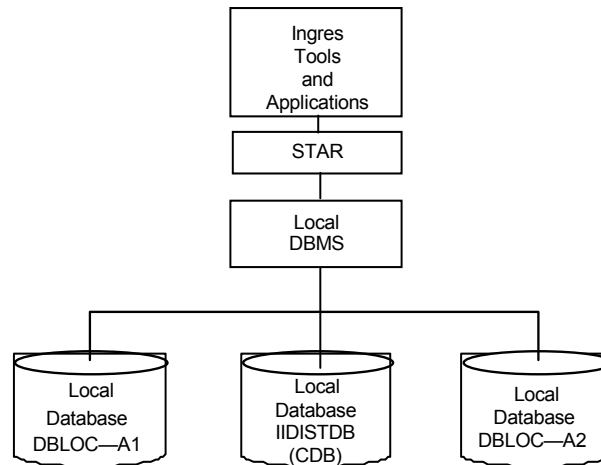 Ingres
Tools
and
Applications
STAR
Local
DBMS
Local
Database
DBLOC—A1
Local
Database
IIDISTDB
(CDB)
Local
Database
DBLOC—A2